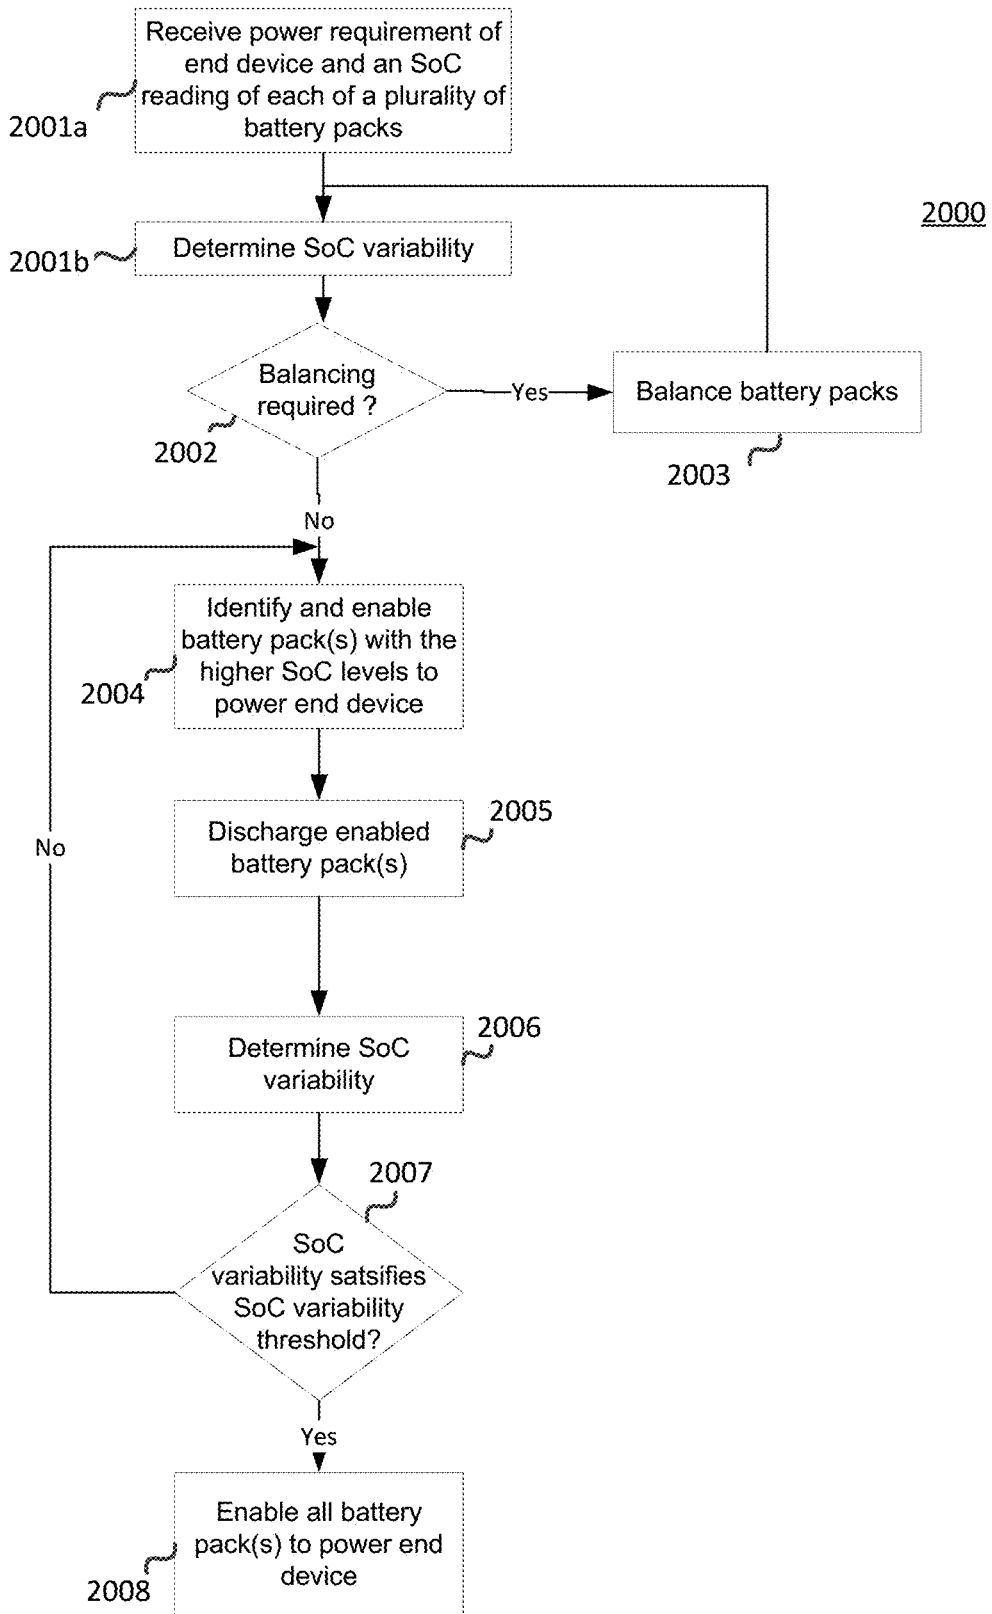 Receive power requirement of
end device and an SoC
reading of each of a plurality of
battery packs
2001a
2000
Determine SoC variability
2001b
Balancing
required ?
2002
Yes
Balance battery packs
2003
No
Identify and enable
battery pack(s) with the
higher SoC levels to
power end device
2004
Discharge enabled
battery pack(s)
2005
No
Determine SoC
variability
2006
2007
SoC
variability satsifies
SoC variability
threshold?
Yes
Enable all battery
pack(s) to power end
device
2008